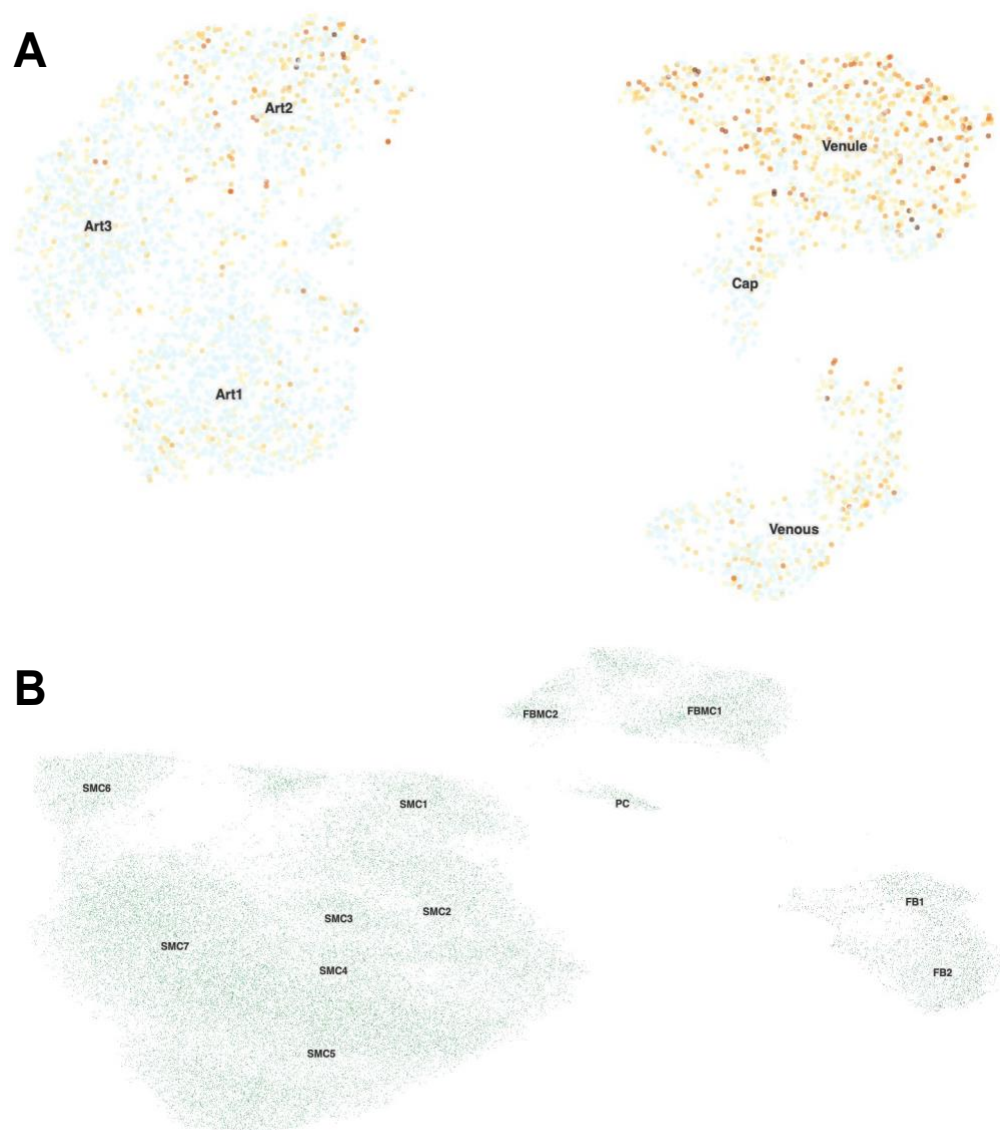 A
Art2
Venule
Art3
Cap
Art1
Venous
B
FBMC2
FBMC1
SMC6
SMC1
PC
FB1
SMC3
SMC2
SMC7
SMC4
FB2
SMC5